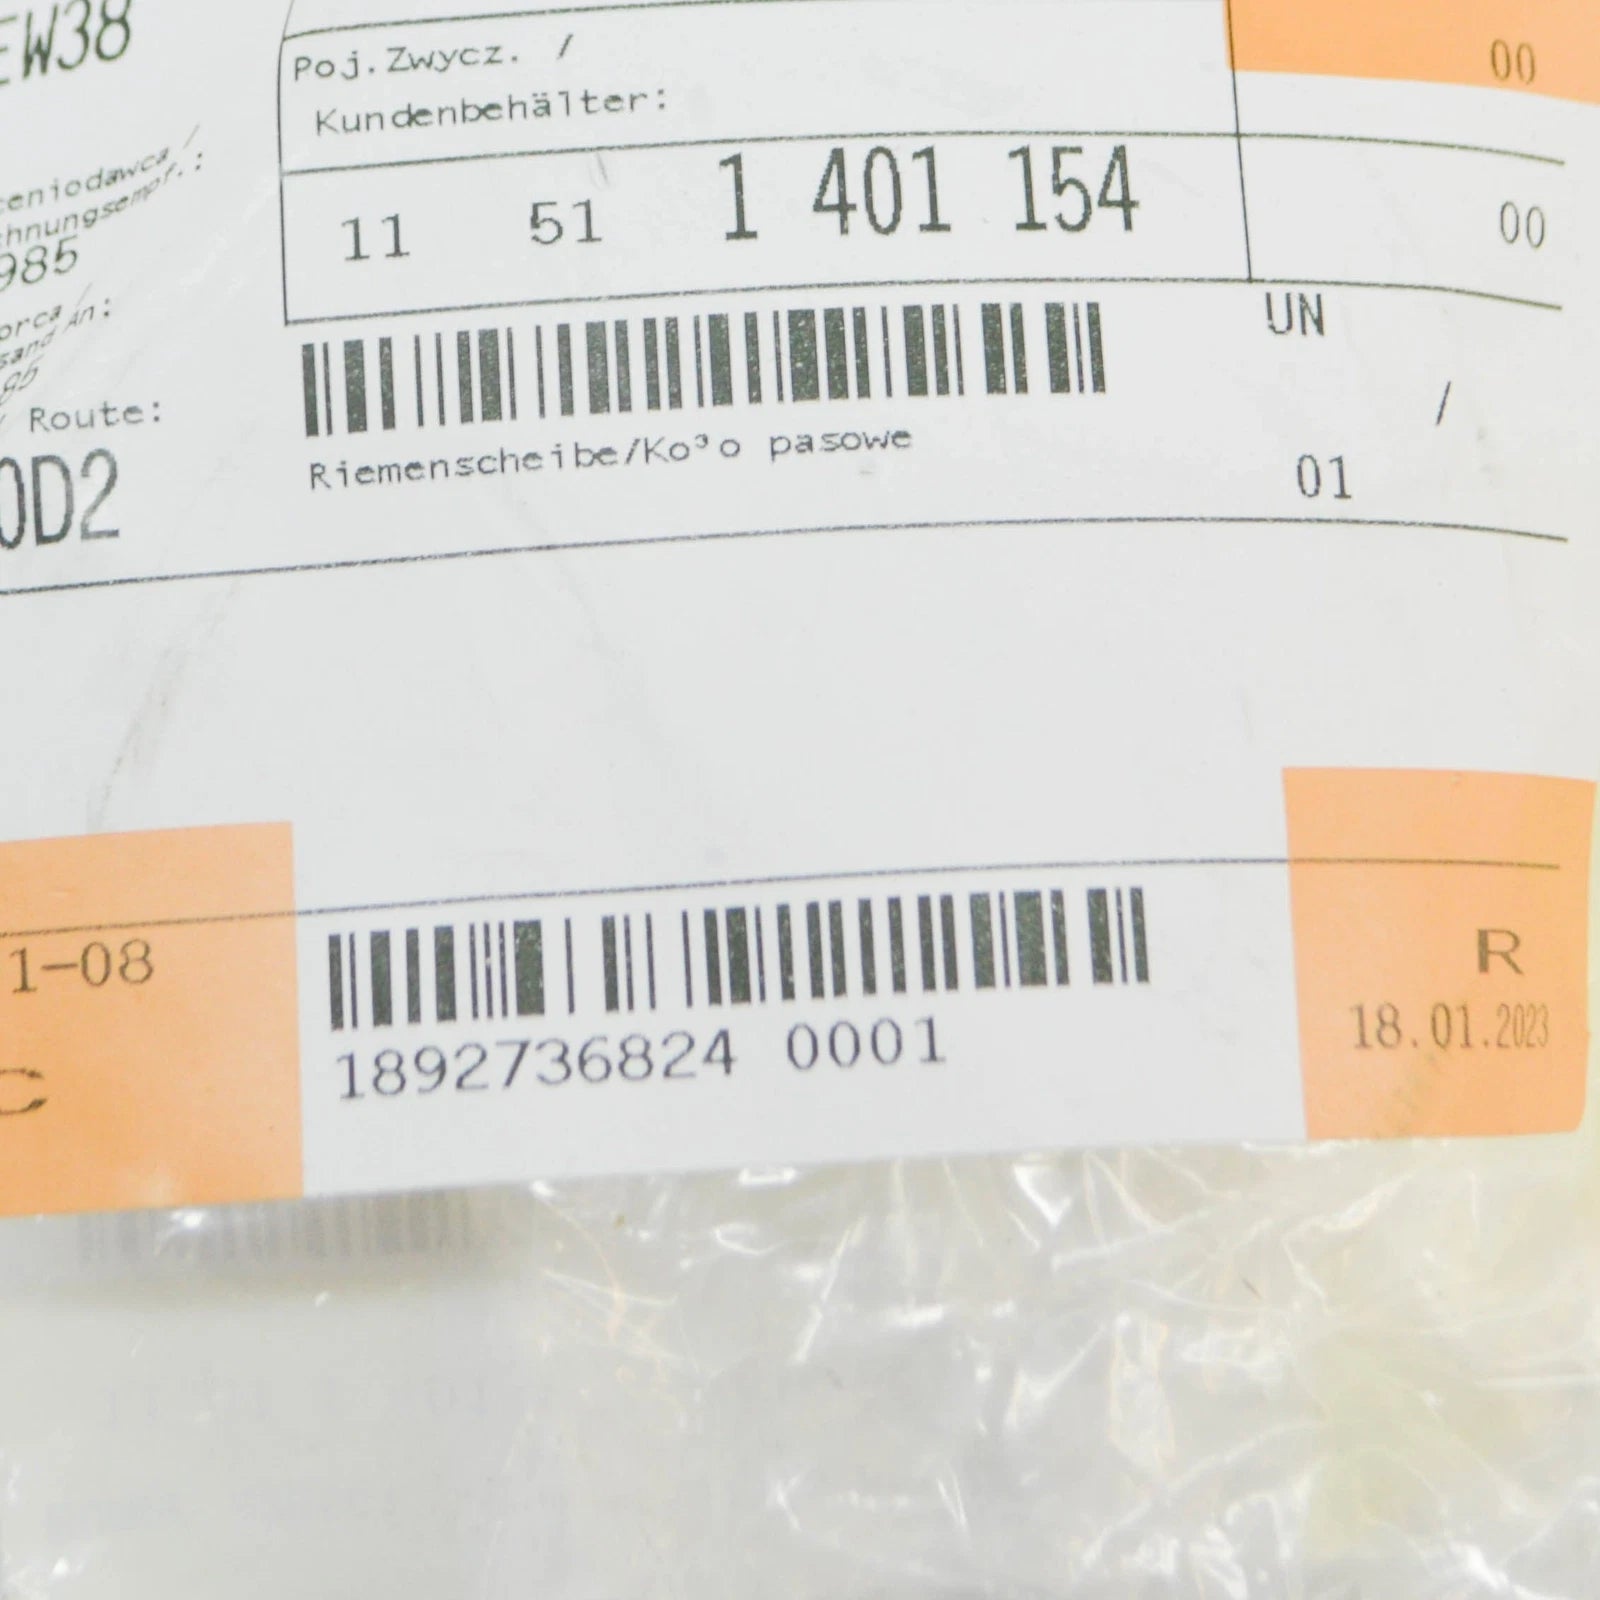 EW38
Poj.Zwycz. /
Kundenbehälter:
00
11 51 1 401 154
00
985
UN
/
Route:
Riemenscheibe/Ko³o pasowe
01
0D2
1-08
1892736824 0001
R
18.01.2023
C